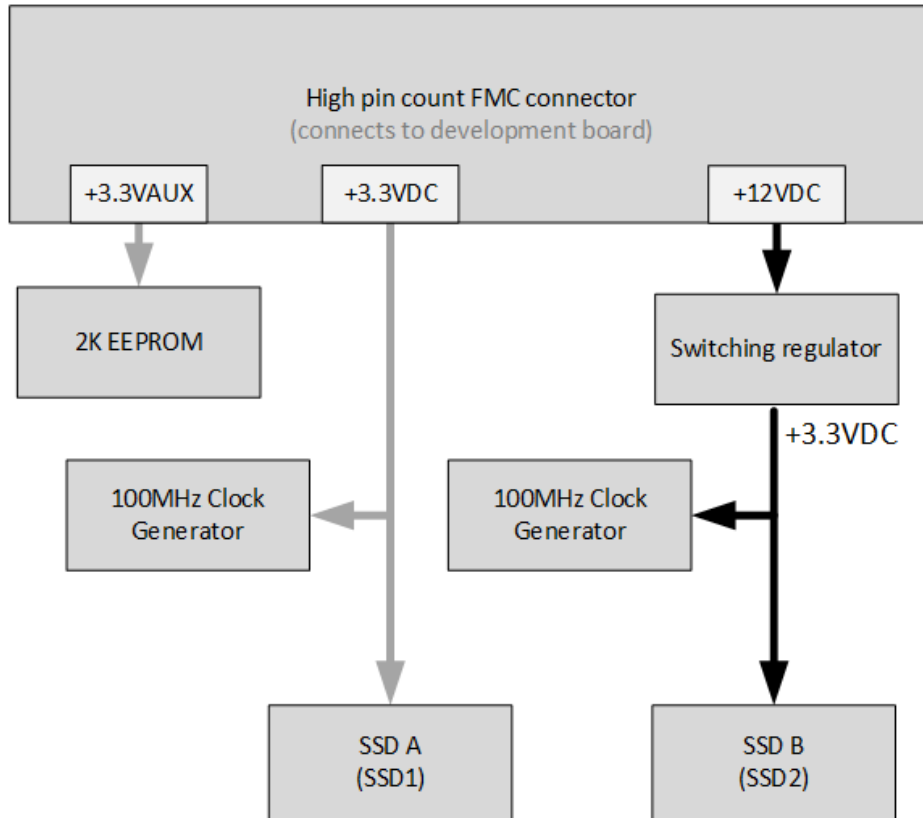 High pin count FMC connector
(connects to development board)
+3.3VAUX
+3.3VDC
+12VDC
2K EEPROM
Switching regulator
+3.3VDC
100MHz Clock
Generator
100MHz Clock
Generator
SSD A
(SSD1)
SSD B
(SSD2)